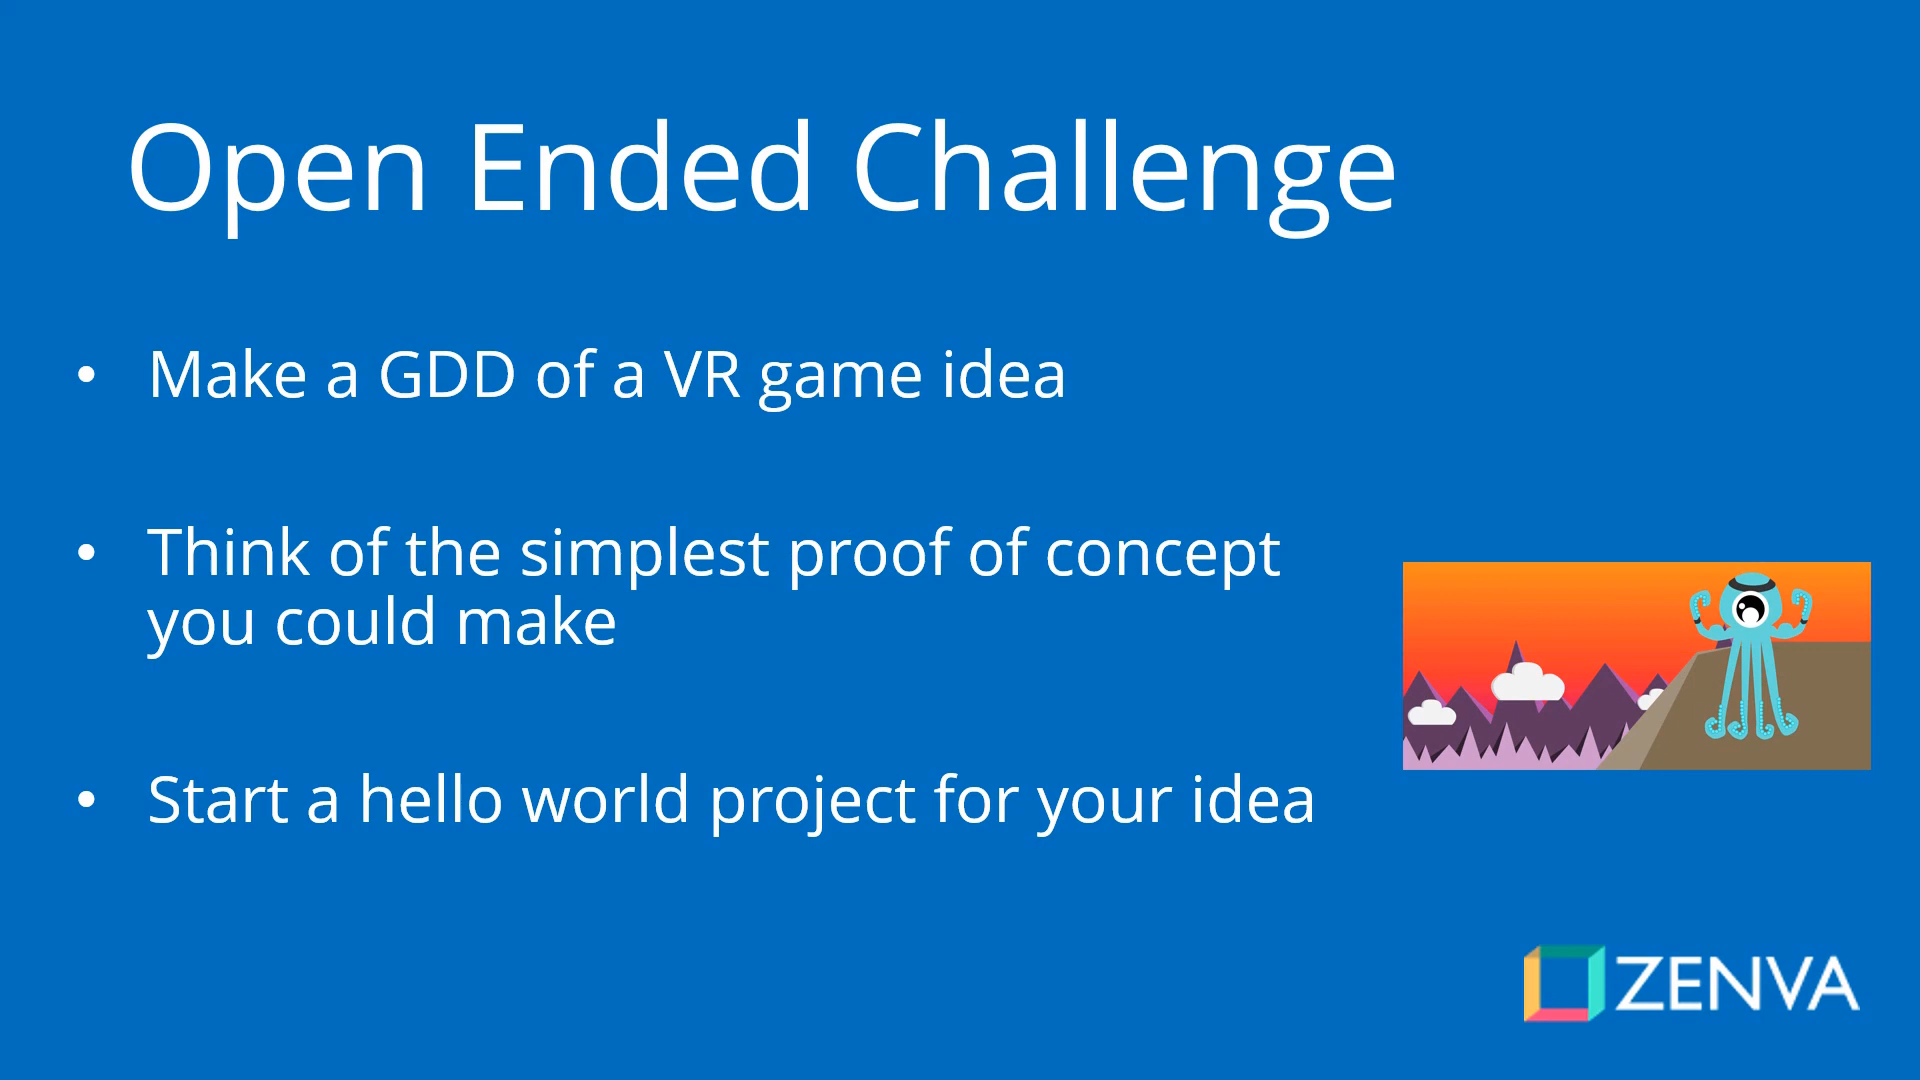 Open Ended Challenge
• Make a GDD of a VR game idea
• Think of the simplest proof of concept
you could make
• Start a hello world project for your idea
ZENVA